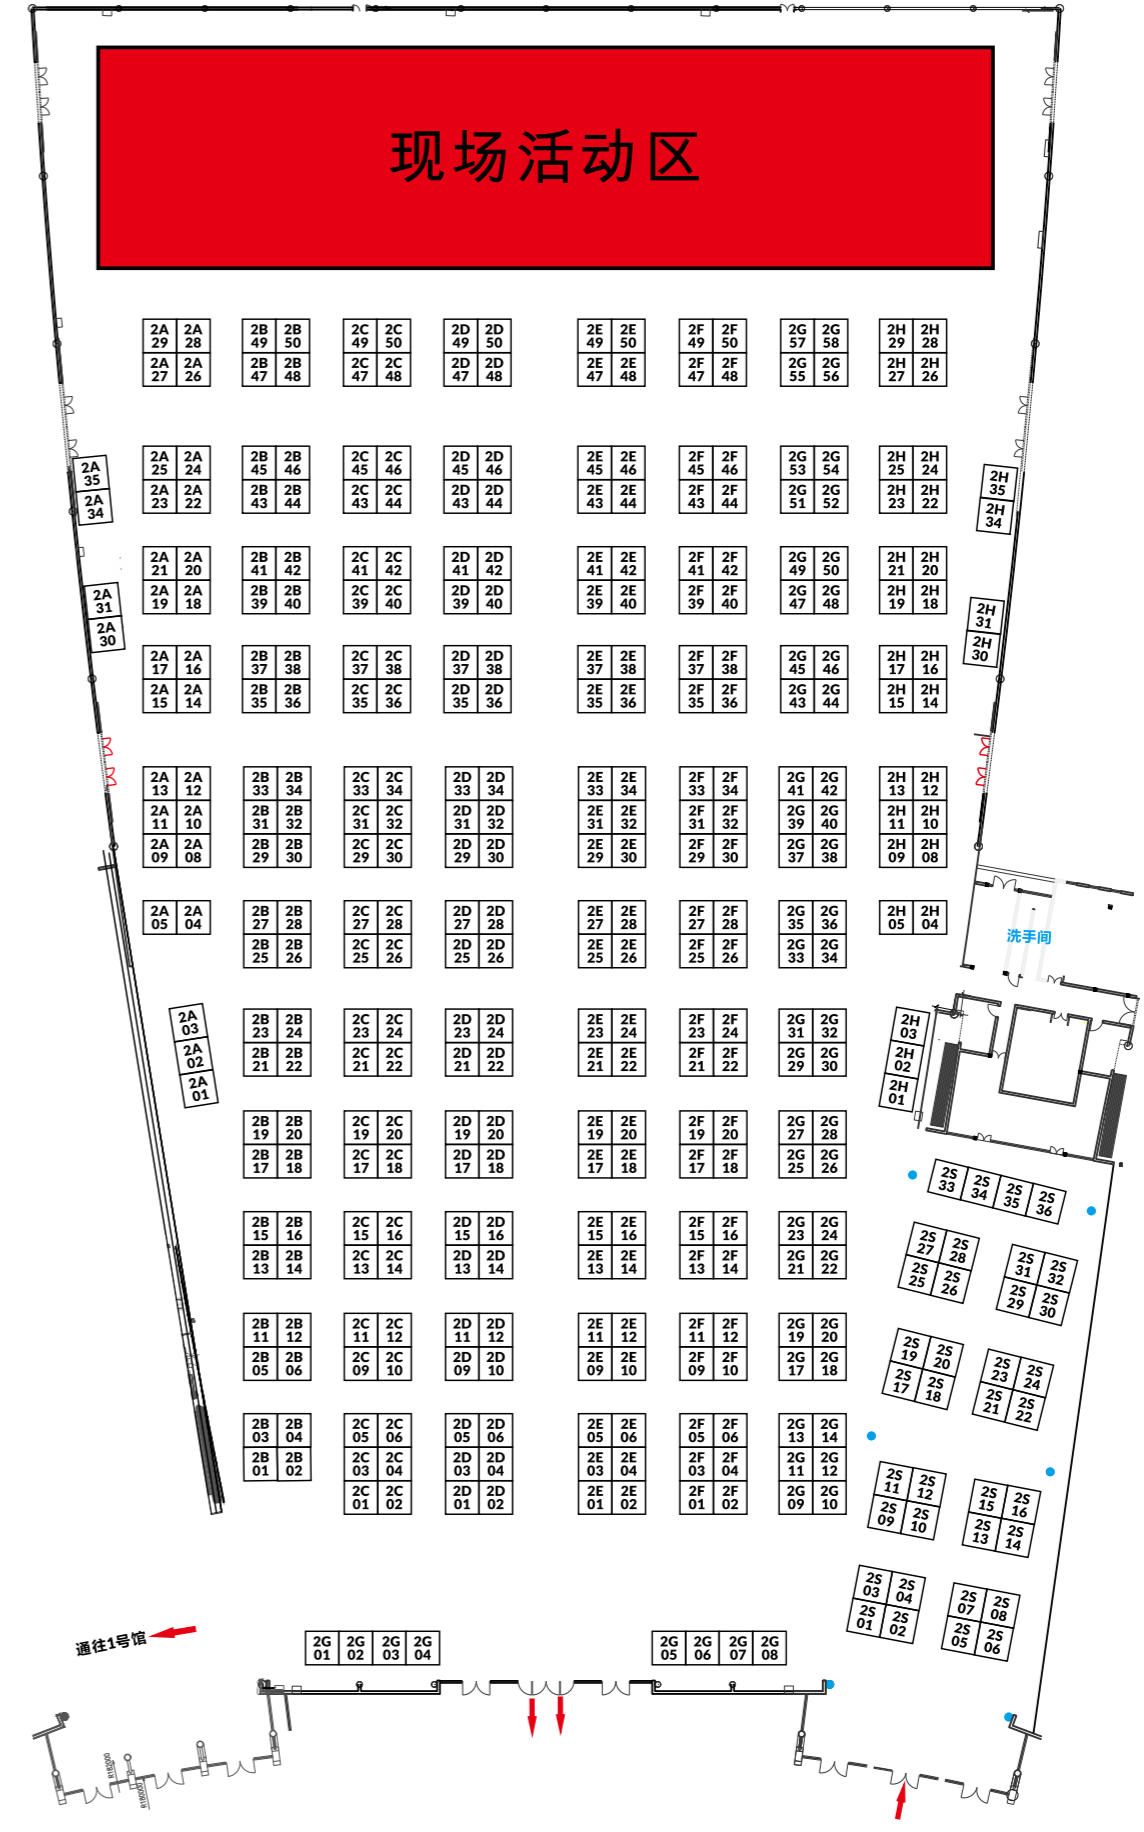 现场活动区
2A 2A 2B 2B 2C 2C 2D 2D 2E 2E 2F 2F 2G 2G 2H 2H
29 28 49 50 49 50 49 50 49 50 49 50 57 58 29 28
2A 2A 2B 2B 2C 2C 2D 2D 2E 2E 2F 2F 2G 2G 2H 2H
27 26 47 48 47 48 47 48 47 48 47 48 55 56 27 26
2A 2A 2B 2B 2C 2C 2D 2D 2E 2E 2F 2F 2G 2G 2H 2H
25 24 45 46 45 46 45 46 45 46 45 46 53 54 25 24
2A 2A 2B 2B 2C 2C 2D 2D 2E 2E 2F 2F 2G 2G 2H 2H
23 22 43 44 43 44 43 44 43 44 43 44 51 52 23 22
2A
35
2A
34
2H
35
2H
34
2A 2A 2B 2B 2C 2C 2D 2D 2E 2E 2F 2F 2G 2G 2H 2H
21 20 41 42 41 42 41 42 41 42 41 42 49 50 21 20
2A 2A 2B 2B 2C 2C 2D 2D 2E 2E 2F 2F 2G 2G 2H 2H
19 18 39 40 39 40 39 40 39 40 39 40 47 48 19 18
2A
31
2A
30
2H
31
2H
30
2A 2A 2B 2B 2C 2C 2D 2D 2E 2E 2F 2F 2G 2G 2H 2H
17 16 37 38 37 38 37 38 37 38 37 38 45 46 17 16
2A 2A 2B 2B 2C 2C 2D 2D 2E 2E 2F 2F 2G 2G 2H 2H
15 14 35 36 35 36 35 36 35 36 35 36 43 44 15 14
2A 2A 2B 2B 2C 2C 2D 2D 2E 2E 2F 2F 2G 2G 2H 2H
13 12 33 34 33 34 33 34 33 34 33 34 41 42 13 12
2A 2A 2B 2B 2C 2C 2D 2D 2E 2E 2F 2F 2G 2G 2H 2H
11 10 31 32 31 32 31 32 31 32 31 32 39 40 11 10
2A 2A 2B 2B 2C 2C 2D 2D 2E 2E 2F 2F 2G 2G 2H 2H
09 08 29 30 29 30 29 30 29 30 29 30 37 38 09 08
2A 2A 2B 2B 2C 2C 2D 2D 2E 2E 2F 2F 2G 2G 2H 2H
05 04 27 28 27 28 27 28 27 28 27 28 35 36 05 04
2B 2B 2C 2C 2D 2D 2E 2E 2F 2F 2G 2G
25 26 25 26 25 26 25 26 25 26 33 34
洗手间
2A
03
2A
02
2A
01
2B 2B 2C 2C 2D 2D 2E 2E 2F 2F 2G 2G
23 24 23 24 23 24 23 24 23 24 31 32
2B 2B 2C 2C 2D 2D 2E 2E 2F 2F 2G 2G
21 22 21 22 21 22 21 22 21 22 29 30
2H
03
2H
02
2H
01
2B 2B 2C 2C 2D 2D 2E 2E 2F 2F 2G 2G
19 20 19 20 19 20 19 20 19 20 27 28
2B 2B 2C 2C 2D 2D 2E 2E 2F 2F 2G 2G
17 18 17 18 17 18 17 18 17 18 25 26
2S 2S 2S 2S
33 34 35 36
2B 2B 2C 2C 2D 2D 2E 2E 2F 2F 2G 2G
15 16 15 16 15 16 15 16 15 16 23 24
2B 2B 2C 2C 2D 2D 2E 2E 2F 2F 2G 2G
13 14 13 14 13 14 13 14 13 14 21 22
2S 2S 2S 2S
27 28 31 32
2S 2S 2S 2S
25 26 29 30
2B 2B 2C 2C 2D 2D 2E 2E 2F 2F 2G 2G
11 12 11 12 11 12 11 12 11 12 19 20
2B 2B 2C 2C 2D 2D 2E 2E 2F 2F 2G 2G
05 06 09 10 09 10 09 10 09 10 17 18
2S 2S 2S 2S
19 20 23 24
2S 2S 2S 2S
17 18 21 22
2B 2B 2C 2C 2D 2D 2E 2E 2F 2F 2G 2G
03 04 05 06 05 06 05 06 05 06 13 14
2B 2B 2C 2C 2D 2D 2E 2E 2F 2F 2G 2G
01 02 03 04 03 04 03 04 03 04 11 12
2C 2C 2D 2D 2E 2E 2F 2F 2G 2G
01 02 01 02 01 02 01 02 09 10
2S 2S 2S 2S
11 12 15 16
2S 2S 2S 2S
09 10 13 14
2S 2S 2S 2S
03 04 07 08
2S 2S 2S 2S
01 02 05 06
通往1号馆
2G 2G 2G 2G 2G 2G 2G 2G
01 02 03 04 05 06 07 08
R182000
R180000